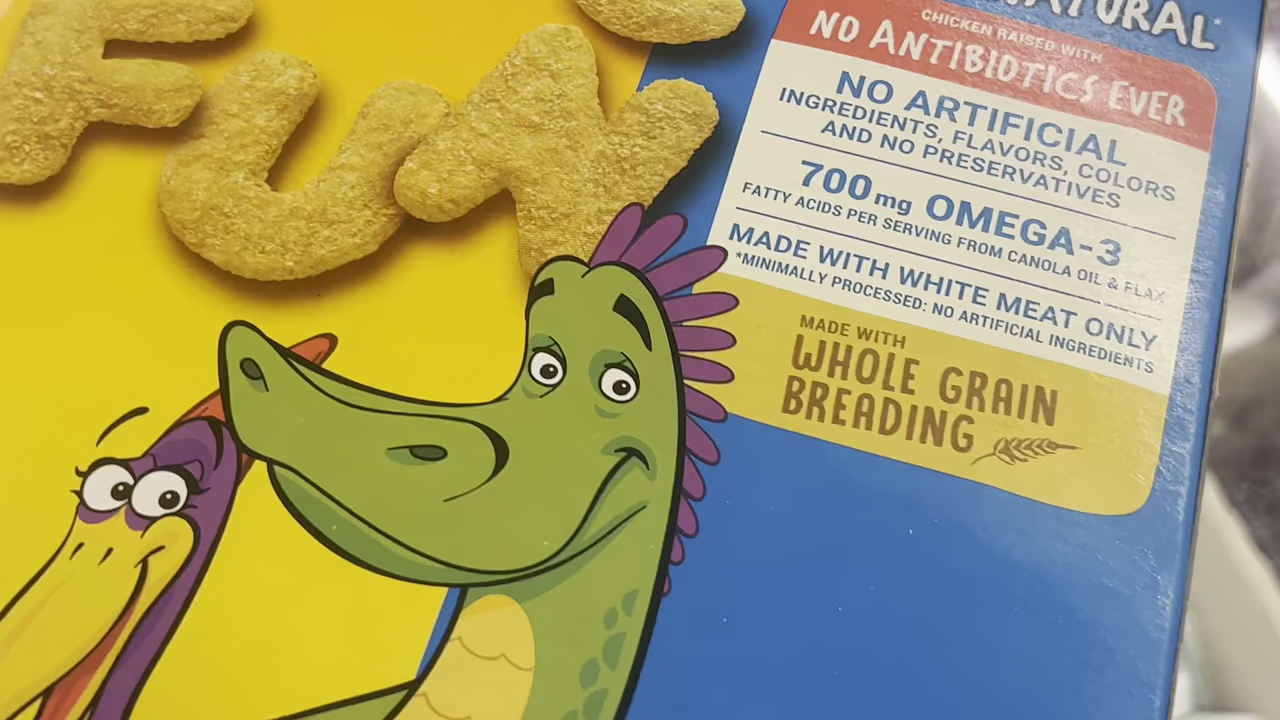 FUN
NATURAL*
CHICKEN RAISED WITH
NO ANTIBIOTICS EVER
NO ARTIFICIAL
INGREDIENTS, FLAVORS, COLORS
AND NO PRESERVATIVES
700mg OMEGA-3
FATTY ACIDS PER SERVING FROM CANOLA OIL & FLAX
MADE WITH WHITE MEAT ONLY
*MINIMALLY PROCESSED: NO ARTIFICIAL INGREDIENTS
MADE WITH
WHOLE GRAIN
BREADING